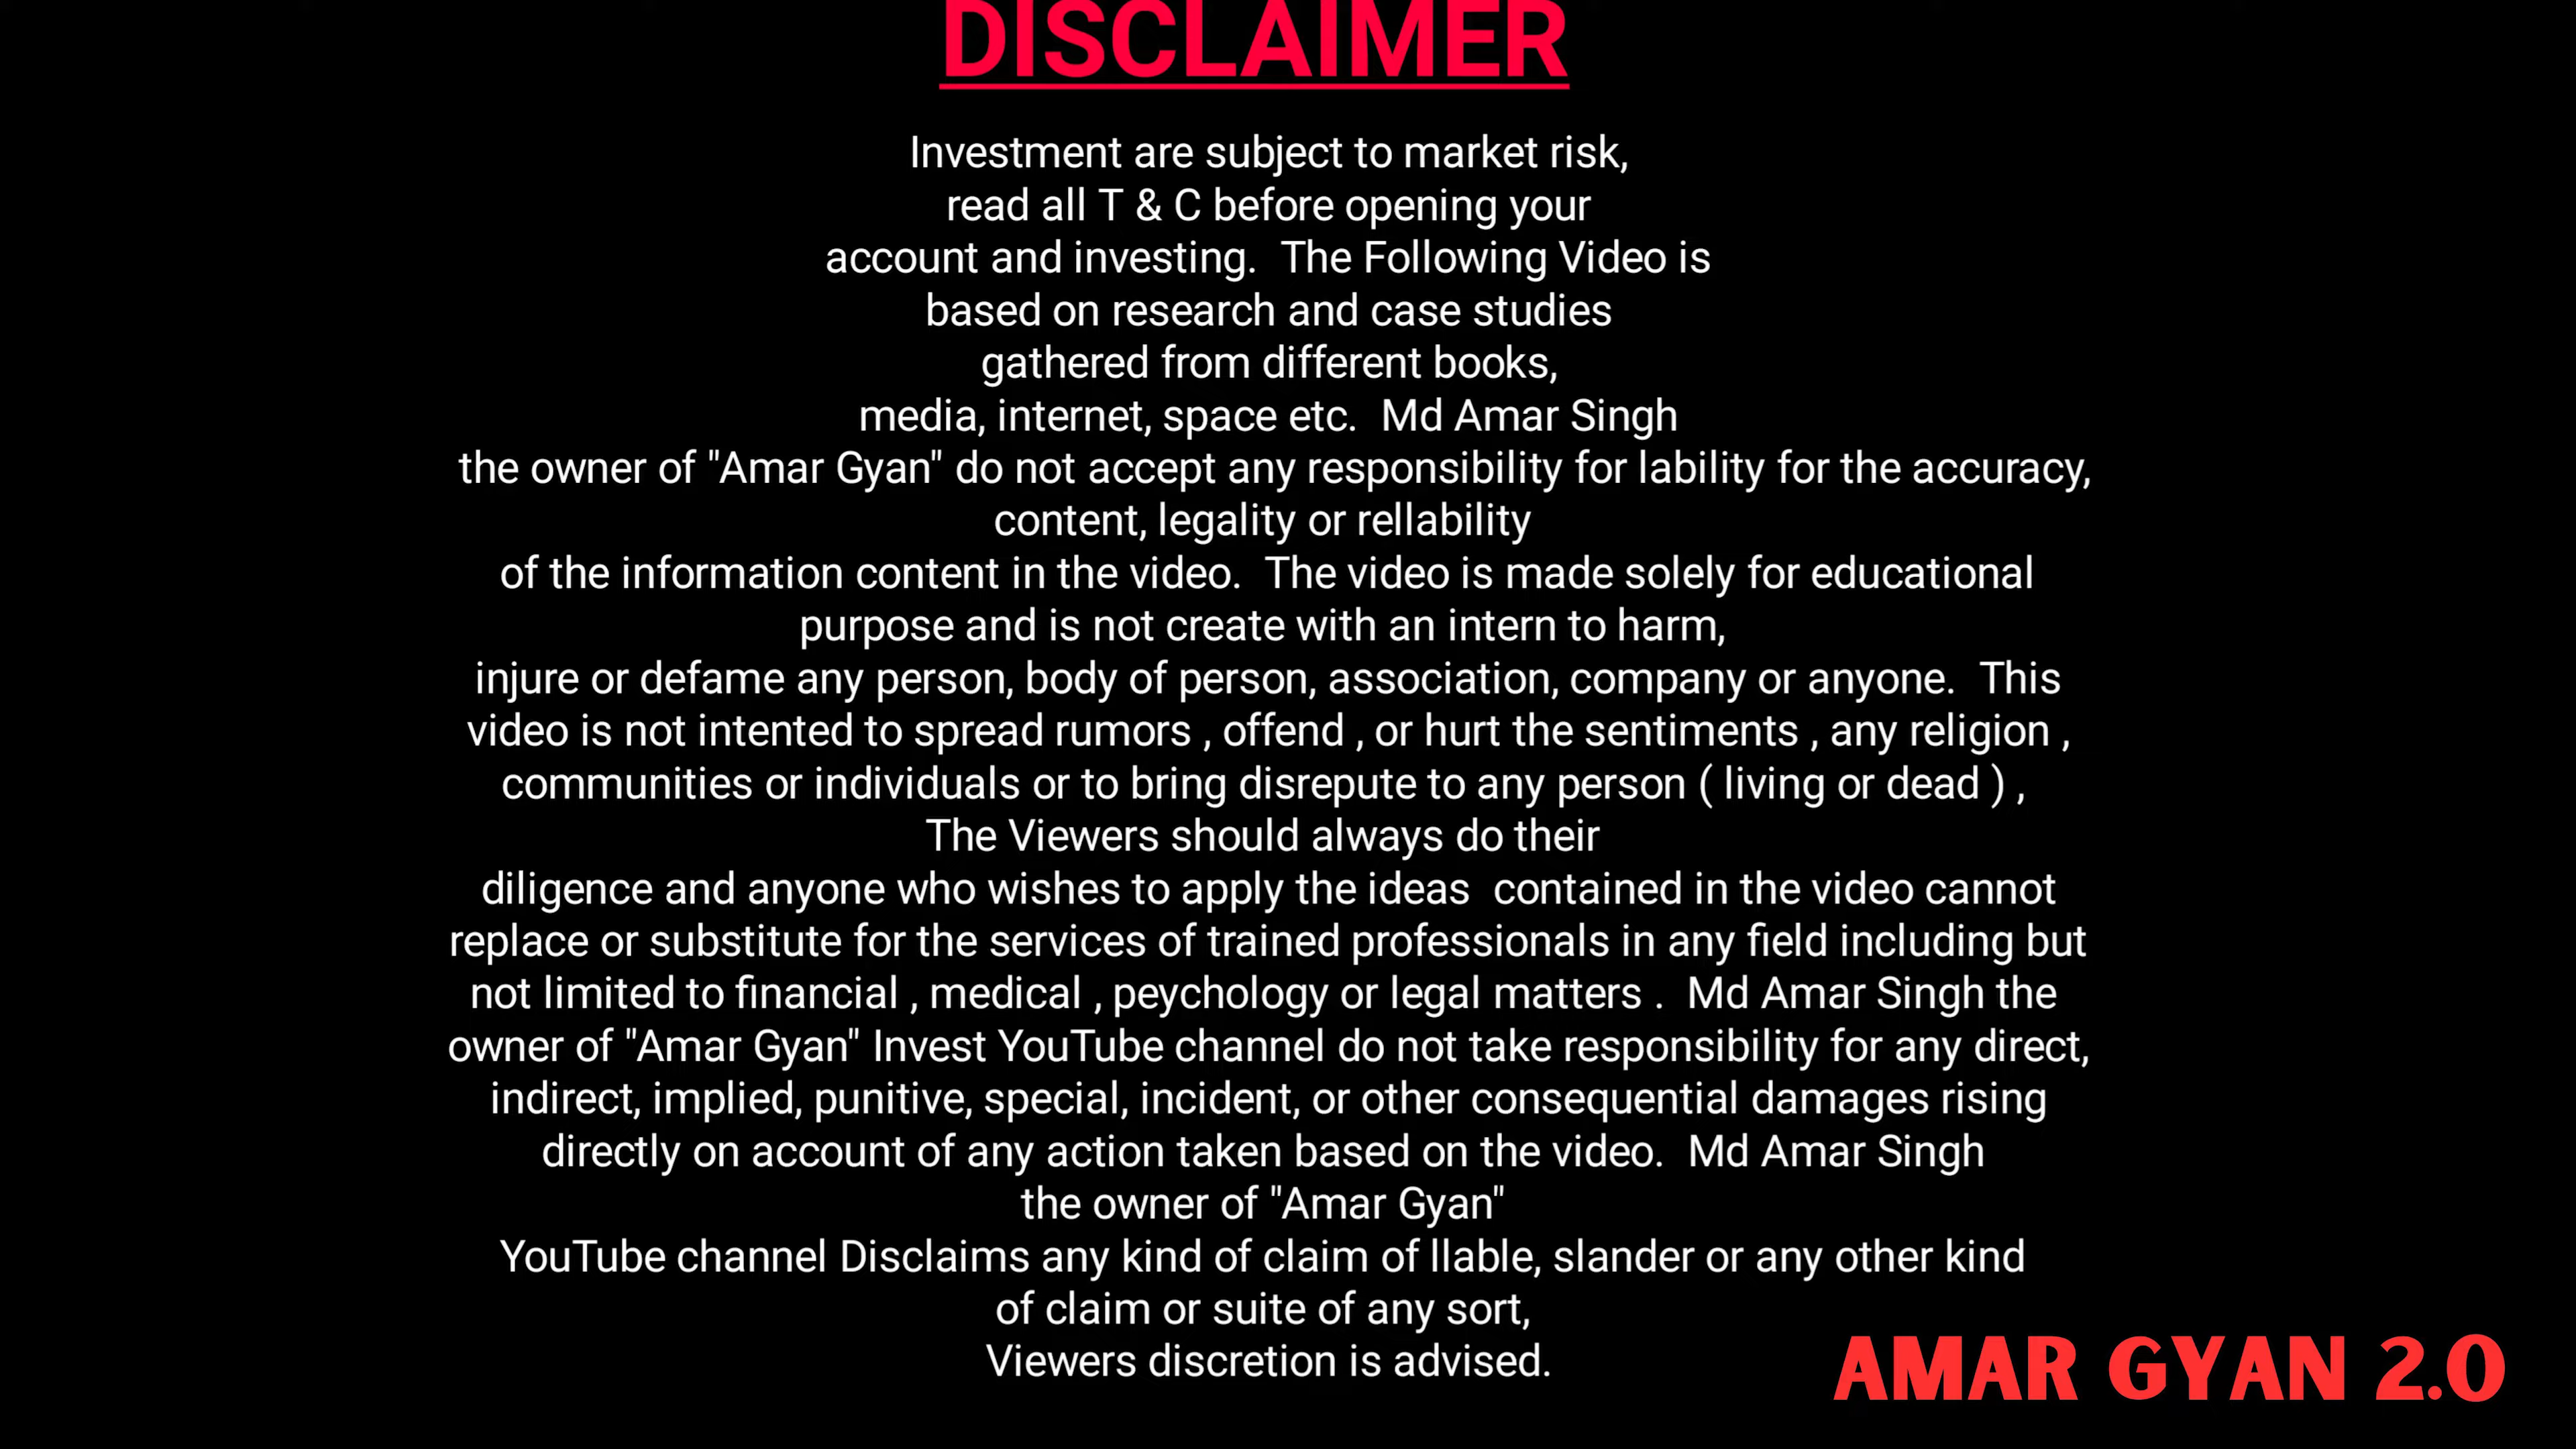 DISCLAIMER
Investment are subject to market risk,
read all T & C before opening your
account and investing.  The Following Video is
based on research and case studies
gathered from different books,
media, internet, space etc.  Md Amar Singh
the owner of "Amar Gyan" do not accept any responsibility for lability for the accuracy,
content, legality or rellability
of the information content in the video.  The video is made solely for educational
purpose and is not create with an intern to harm,
injure or defame any person, body of person, association, company or anyone.  This
video is not intented to spread rumors , offend , or hurt the sentiments , any religion ,
communities or individuals or to bring disrepute to any person ( living or dead ) ,
The Viewers should always do their
diligence and anyone who wishes to apply the ideas  contained in the video cannot
replace or substitute for the services of trained professionals in any field including but
not limited to financial , medical , peychology or legal matters .  Md Amar Singh the
owner of "Amar Gyan" Invest YouTube channel do not take responsibility for any direct,
indirect, implied, punitive, special, incident, or other consequential damages rising
directly on account of any action taken based on the video.  Md Amar Singh
the owner of "Amar Gyan"
YouTube channel Disclaims any kind of claim of llable, slander or any other kind
of claim or suite of any sort,
Viewers discretion is advised.
AMAR GYAN 2.0